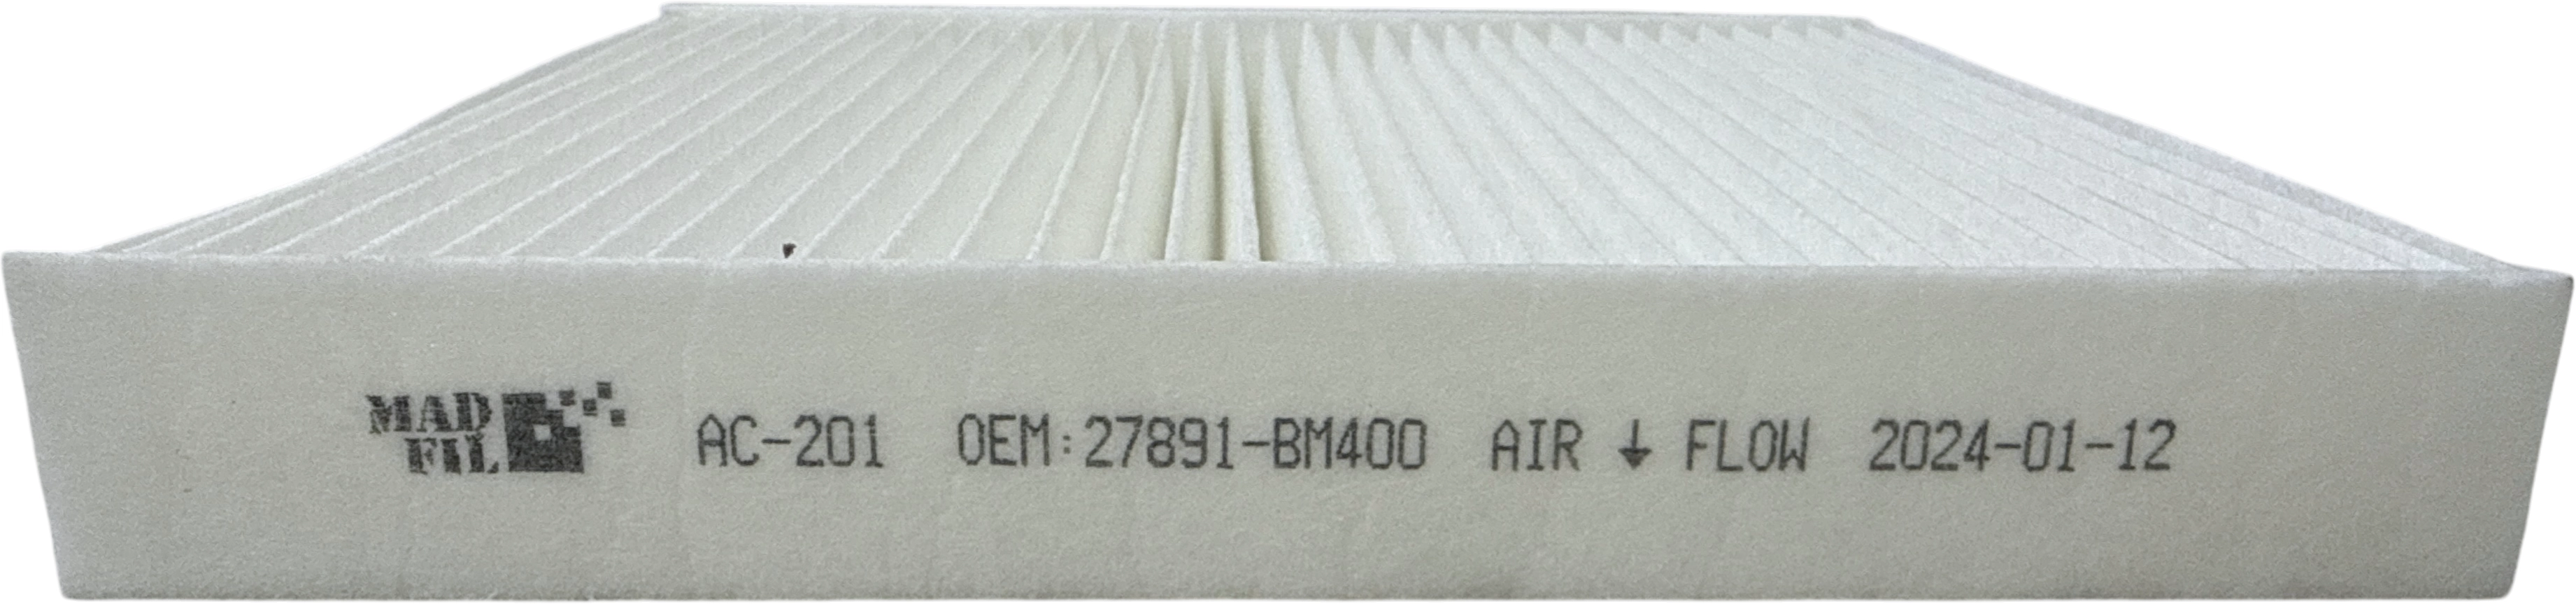 MAD
FIL
AC-201 OEM:27891-BM400 AIR ↓ FLOW 2024-01-12